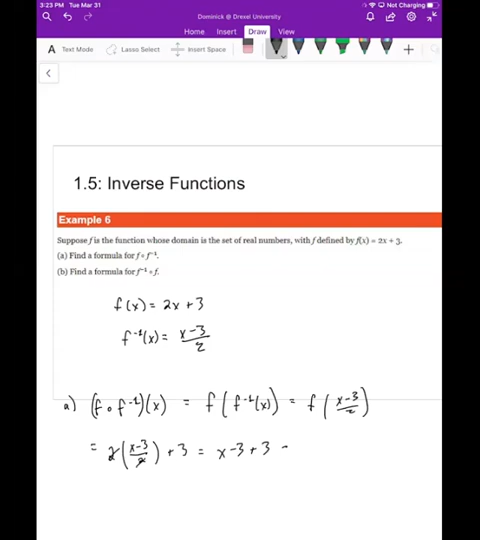 3:23 PM Tue Mar 31
Not Charging
Dominick @ Drexel University
Home Insert Draw View
A Text Mode Lasso Select Insert Space
1.5: Inverse Functions
Example 6
Suppose f is the function whose domain is the set of real numbers, with f defined by f(x) = 2x + 3.
(a) Find a formula for f ∘ f⁻¹.
(b) Find a formula for f⁻¹ ∘ f.
f(x) = 2x + 3
f⁻¹(x) = (x-3)/2
a) (f ∘ f⁻¹)(x) = f(f⁻¹(x)) = f((x-3)/2)
= 2((x-3)/2) + 3 = x-3+3 -